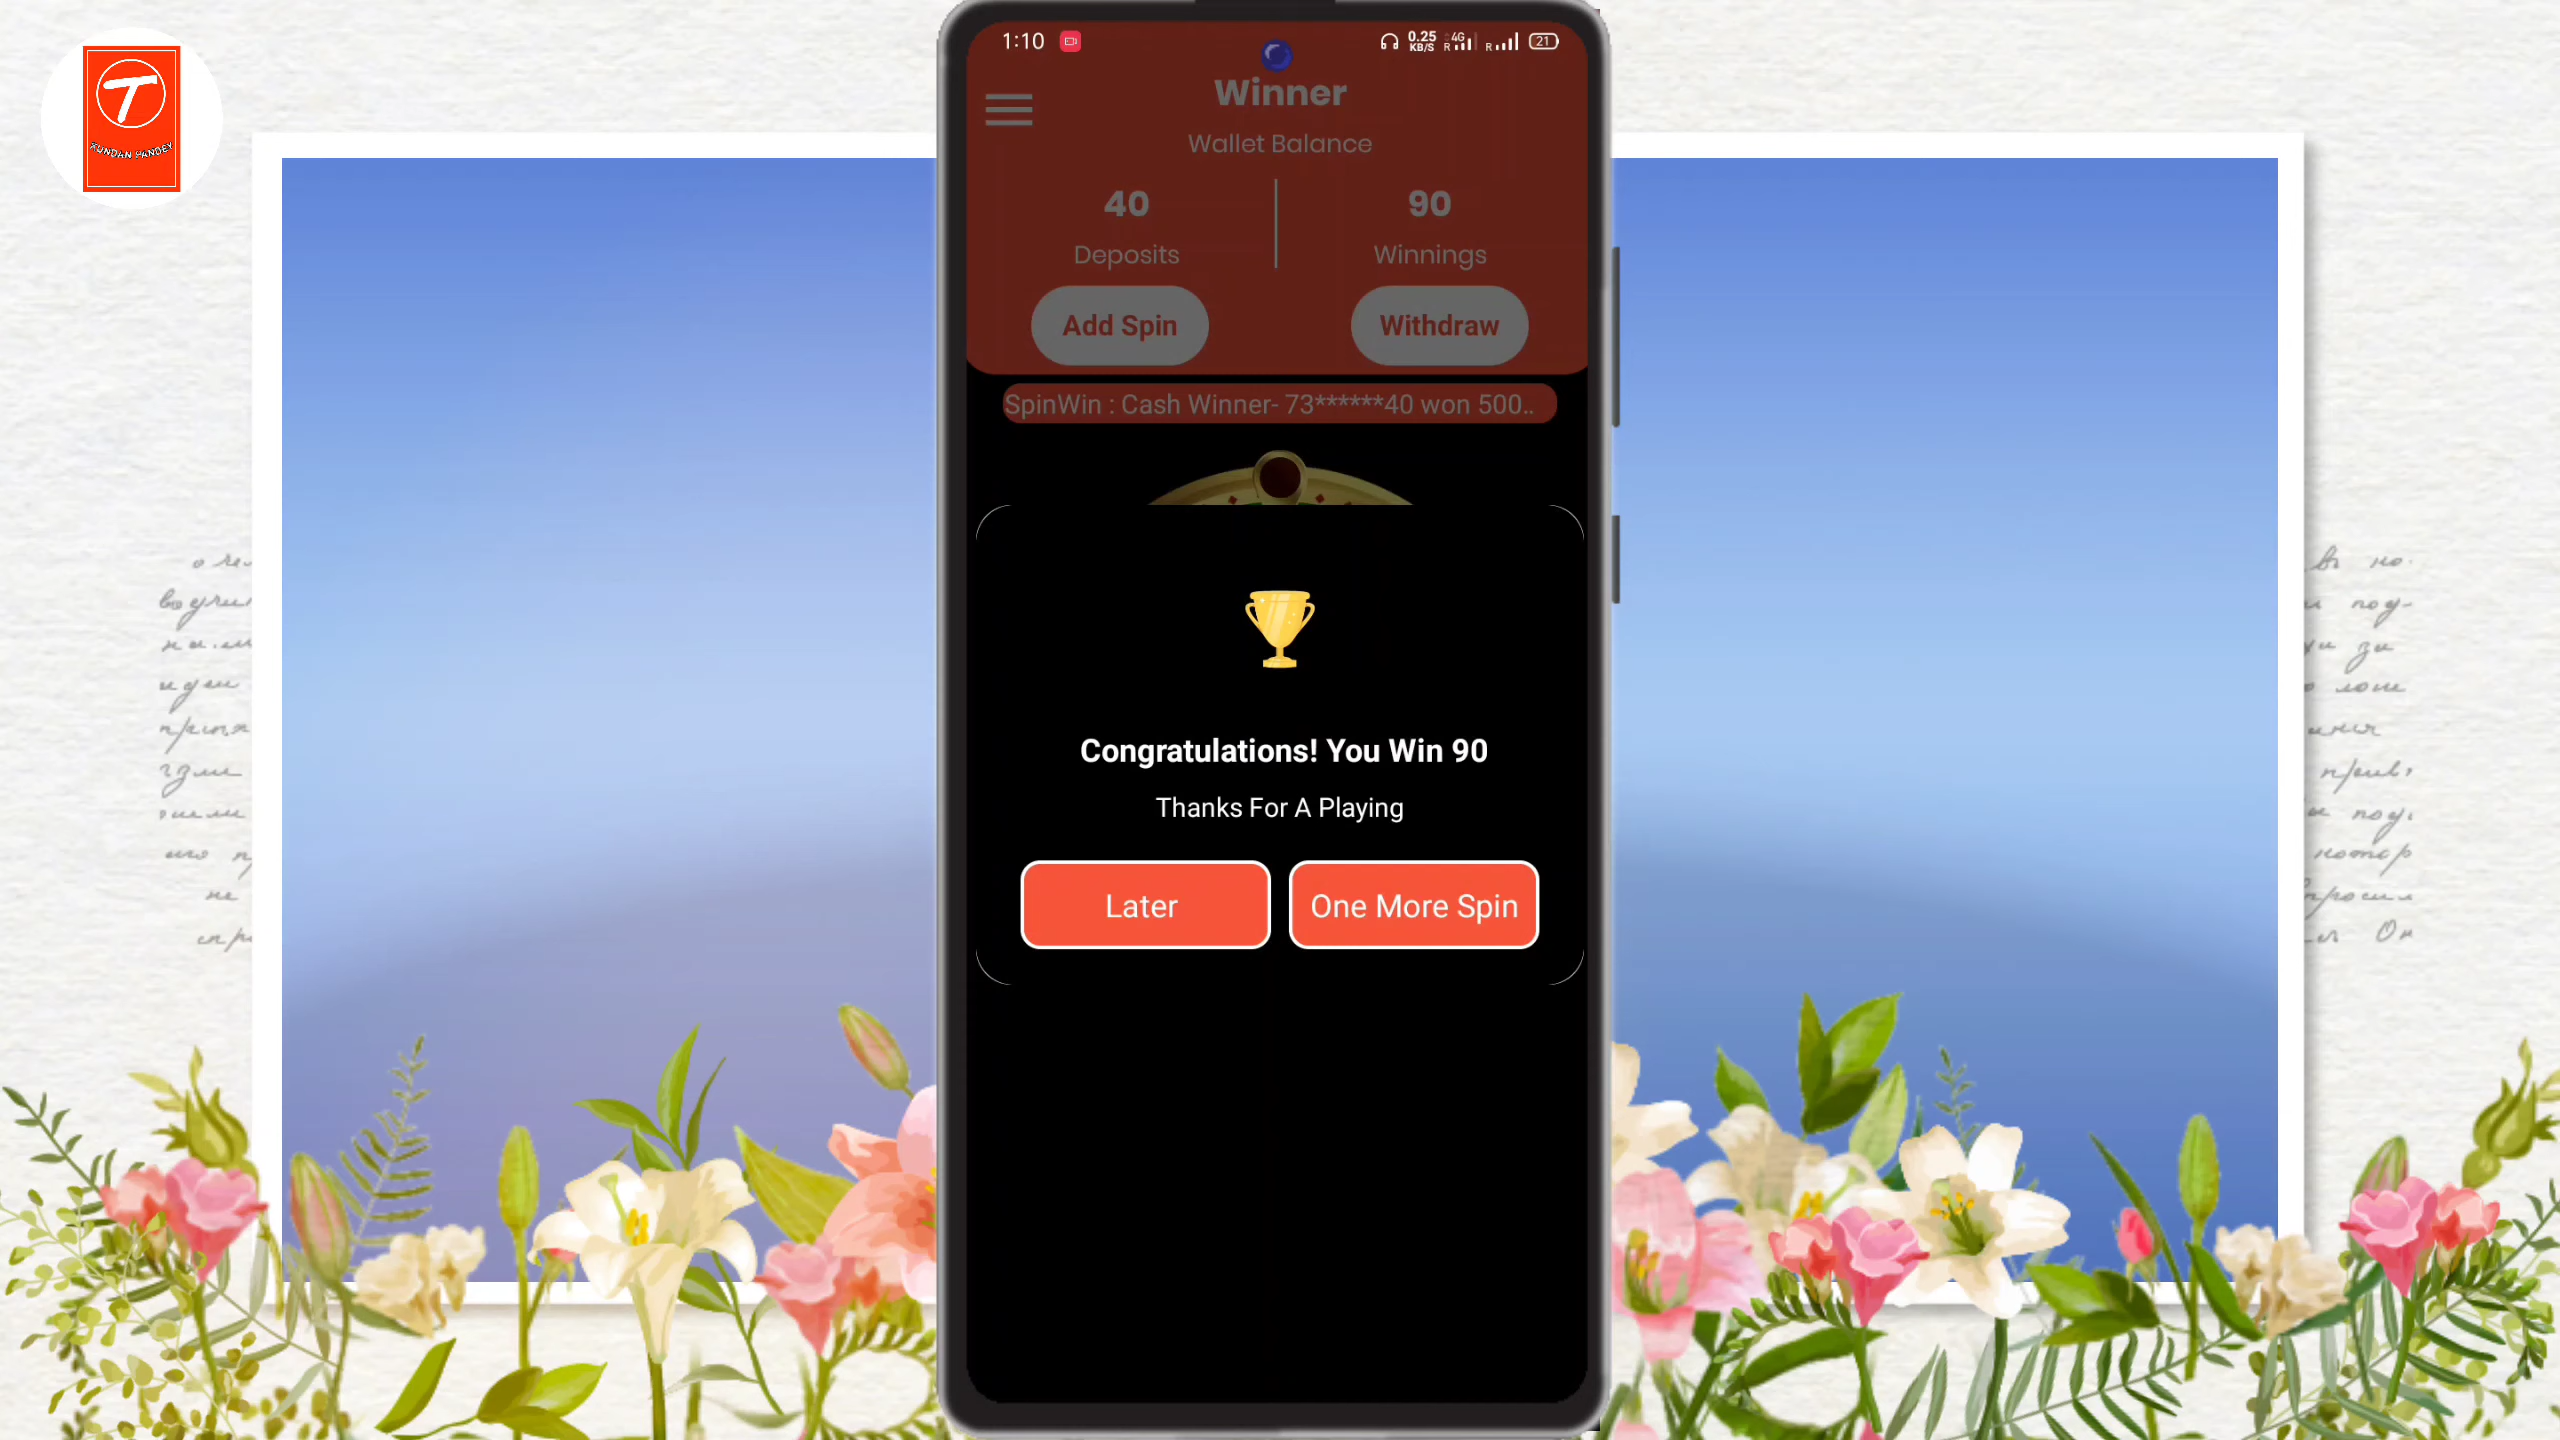 T
KUNDAN PANDEY
1:10
0.25
KB/S
4G
R
R
21
Winner
Wallet Balance
40
90
Deposits
Winnings
Add Spin
Withdraw
SpinWin : Cash Winner- 73******40 won 500..
Congratulations! You Win 90
Thanks For A Playing
Later
One More Spin